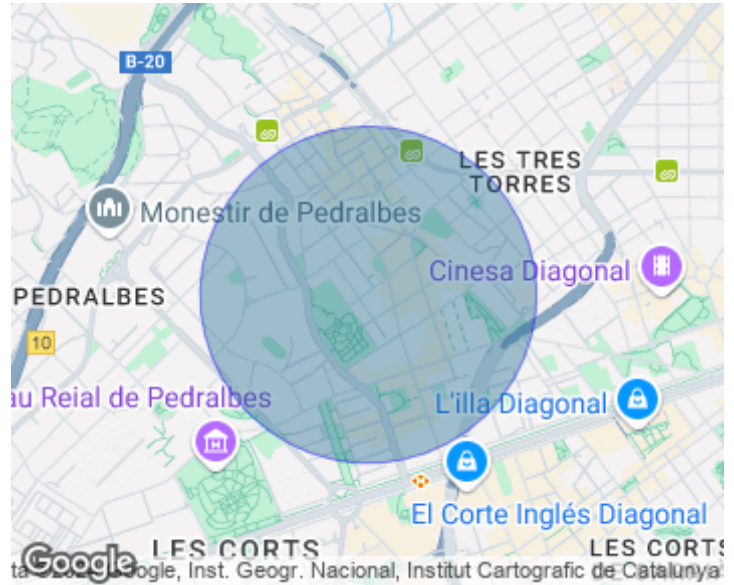 B-20
LES TRES
TORRES
Monestir de Pedralbes
Cinesa Diagonal
PEDRALBES
10
au Reial de Pedralbes
L'illa Diagonal
El Corte Inglés Diagonal
LES CORTS
LES CORTS
Google
Google, Inst. Geogr. Nacional, Institut Cartografic de Catalunya